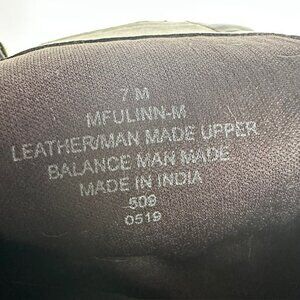 7 M
MFULINN-M
LEATHER/MAN MADE UPPER
BALANCE MAN MADE
MADE IN INDIA
509
0519